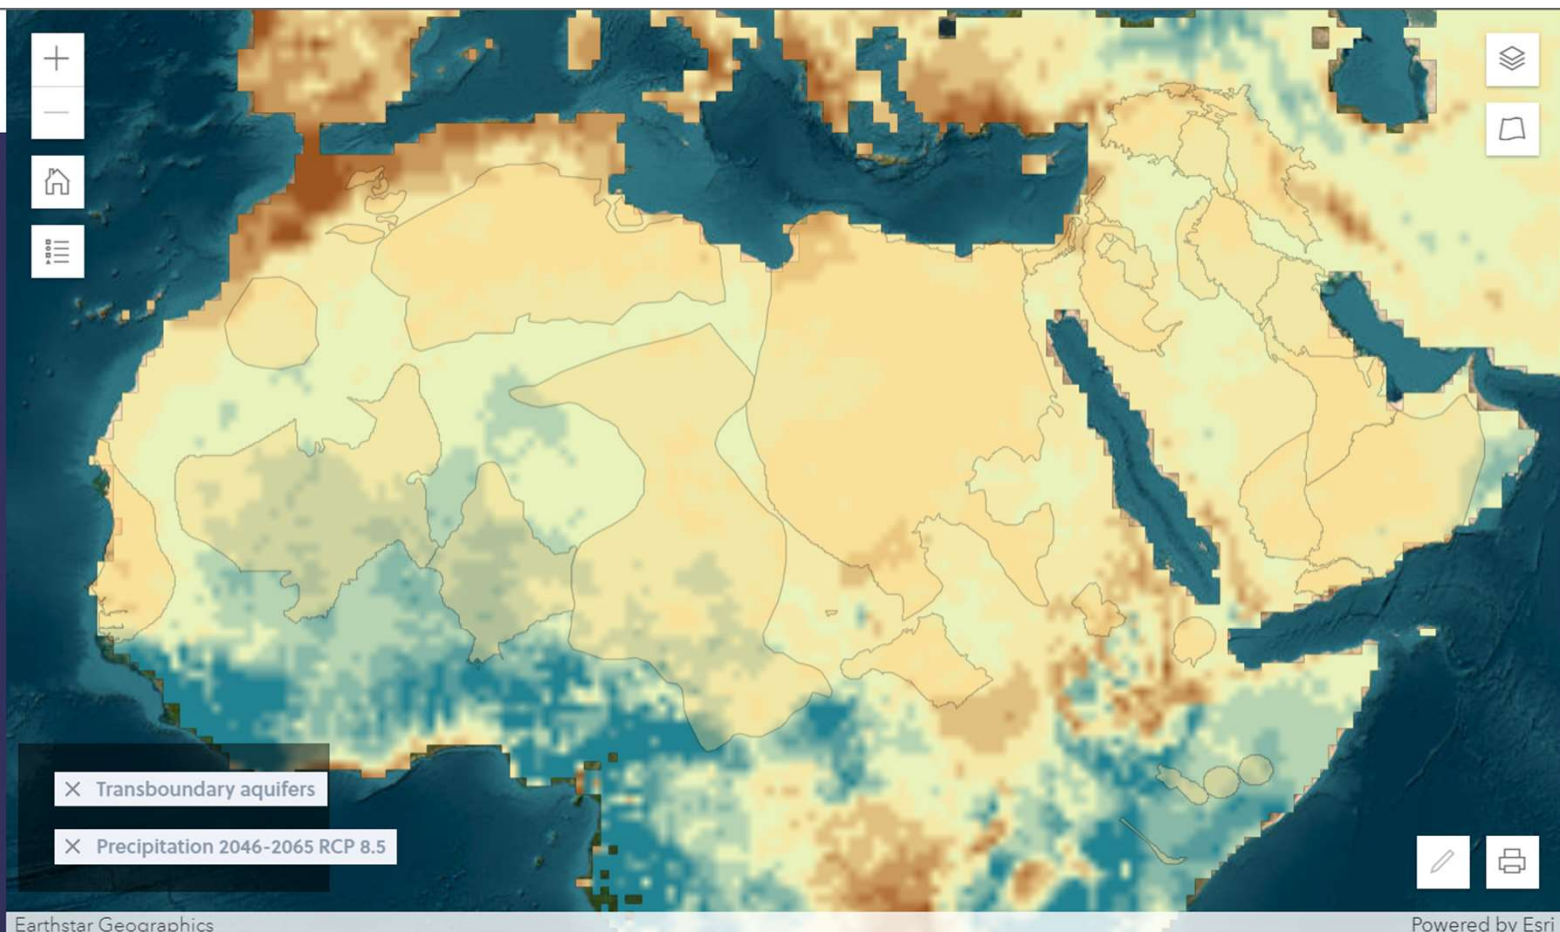 Transboundary aquifers
Precipitation 2046-2065 RCP 8.5
Earthstar Geographics
Powered by Esri